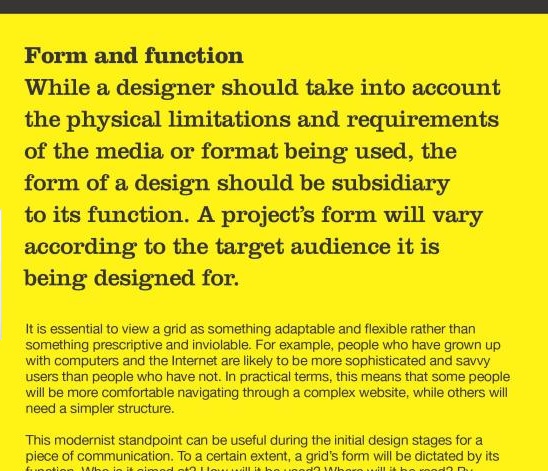 Form and function
While a designer should take into account
the physical limitations and requirements
of the media or format being used, the
form of a design should be subsidiary
to its function. A project’s form will vary
according to the target audience it is
being designed for.
It is essential to view a grid as something adaptable and flexible rather than
something prescriptive and inviolable. For example, people who have grown up
with computers and the Internet are likely to be more sophisticated and savvy
users than people who have not. In practical terms, this means that some people
will be more comfortable navigating through a complex website, while others will
need a simpler structure.
This modernist standpoint can be useful during the initial design stages for a
piece of communication. To a certain extent, a grid’s form will be dictated by its
function. Who is it aimed at? How will it be used? Where will it be read? By